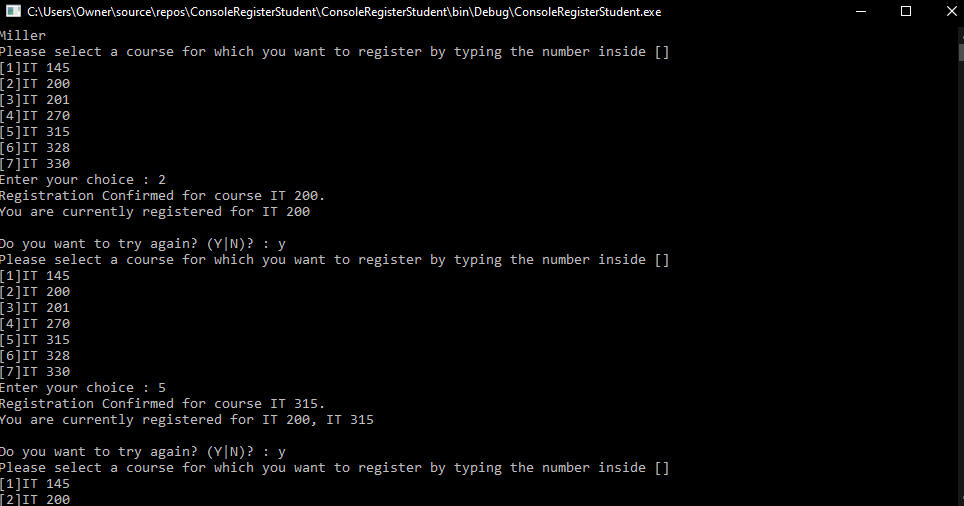 C:\Users\Owner\source\repos\ConsoleRegisterStudent\ConsoleRegisterStudent\bin\Debug\ConsoleRegisterStudent.exe
Miller
Please select a course for which you want to register by typing the number inside []
[1]IT 145
[2]IT 200
[3]IT 201
[4]IT 270
[5]IT 315
[6]IT 328
[7]IT 330
Enter your choice : 2
Registration Confirmed for course IT 200.
You are currently registered for IT 200
Do you want to try again? (Y|N)? : y
Please select a course for which you want to register by typing the number inside []
[1]IT 145
[2]IT 200
[3]IT 201
[4]IT 270
[5]IT 315
[6]IT 328
[7]IT 330
Enter your choice : 5
Registration Confirmed for course IT 315.
You are currently registered for IT 200, IT 315
Do you want to try again? (Y|N)? : y
Please select a course for which you want to register by typing the number inside []
[1]IT 145
[2]IT 200